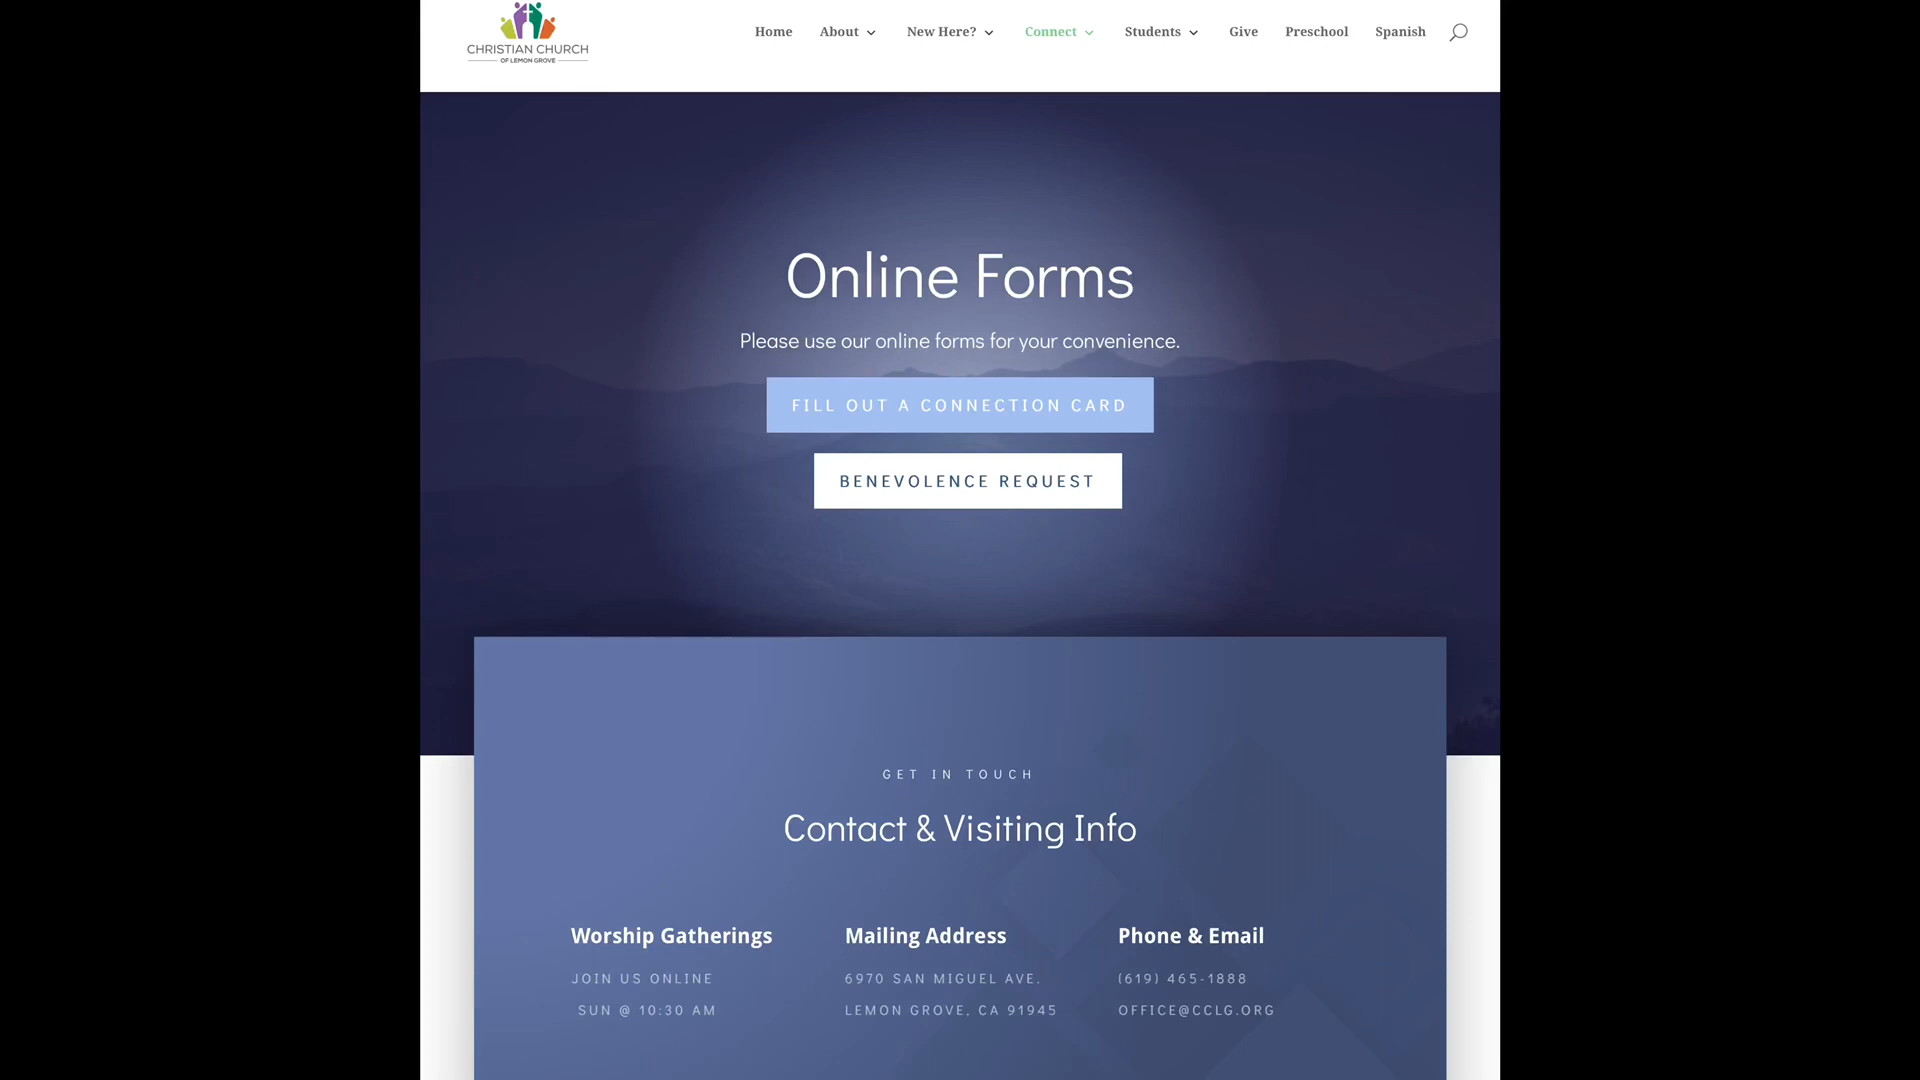 CHRISTIAN CHURCH
OF LEMON GROVE
Home About New Here? Connect Students Give Preschool Spanish
Online Forms
Please use our online forms for your convenience.
FILL OUT A CONNECTION CARD
BENEVOLENCE REQUEST
GET IN TOUCH
Contact & Visiting Info
Worship Gatherings
JOIN US ONLINE
SUN @ 10:30 AM
Mailing Address
6970 SAN MIGUEL AVE.
LEMON GROVE, CA 91945
Phone & Email
(619) 465-1888
OFFICE@CCLG.ORG